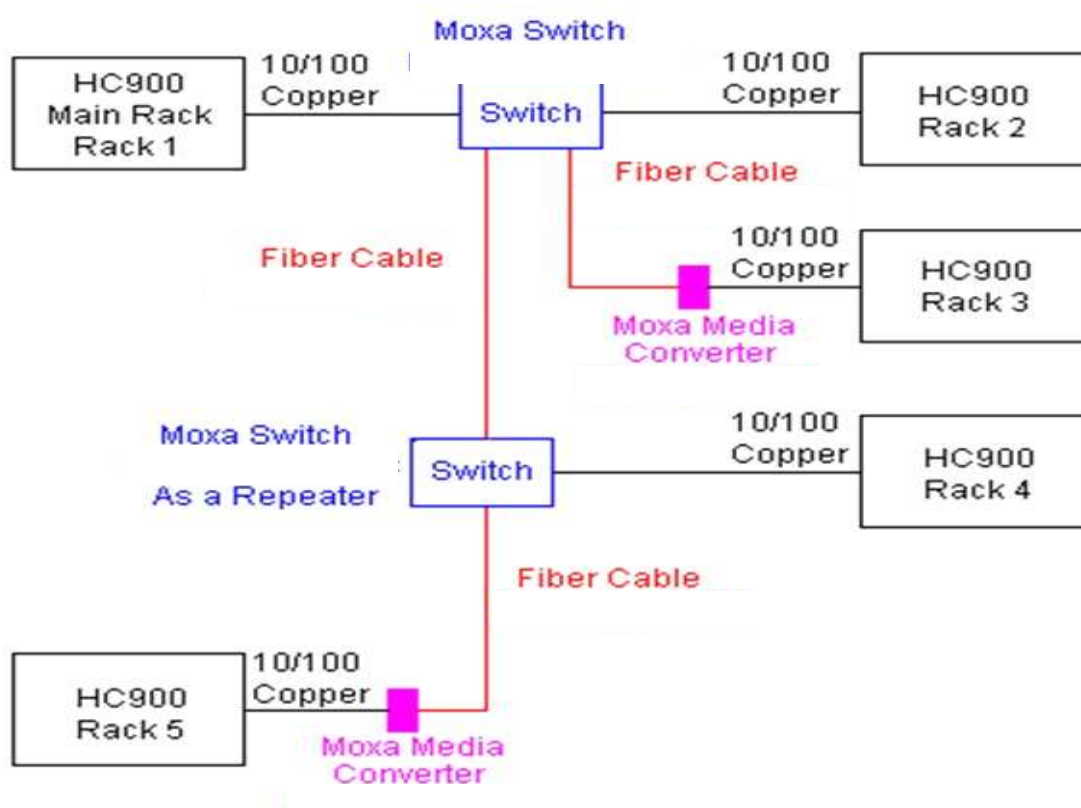 Moxa Switch
HC900
Main Rack
Rack 1
10/100
Copper
Switch
10/100
Copper
HC900
Rack 2
Fiber Cable
Fiber Cable
10/100
Copper
HC900
Rack 3
Moxa Media
Converter
Moxa Switch
As a Repeater
Switch
10/100
Copper
HC900
Rack 4
Fiber Cable
HC900
Rack 5
10/100
Copper
Moxa Media
Converter